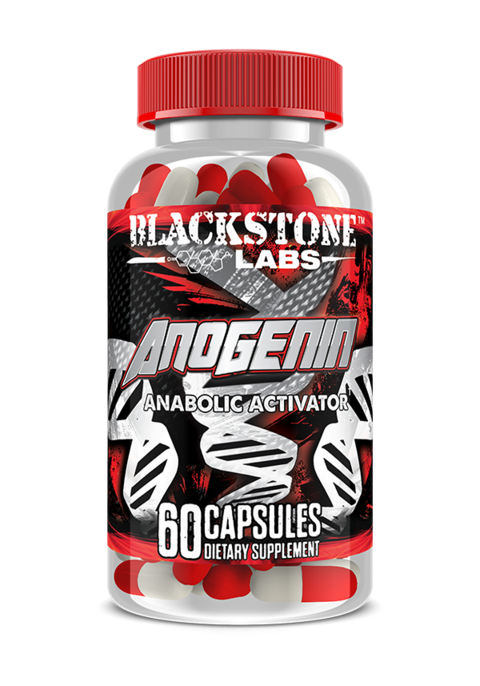 BLACKSTONE™
LABS
ANOGENIN
ANABOLIC ACTIVATOR
60 CAPSULES
DIETARY SUPPLEMENT